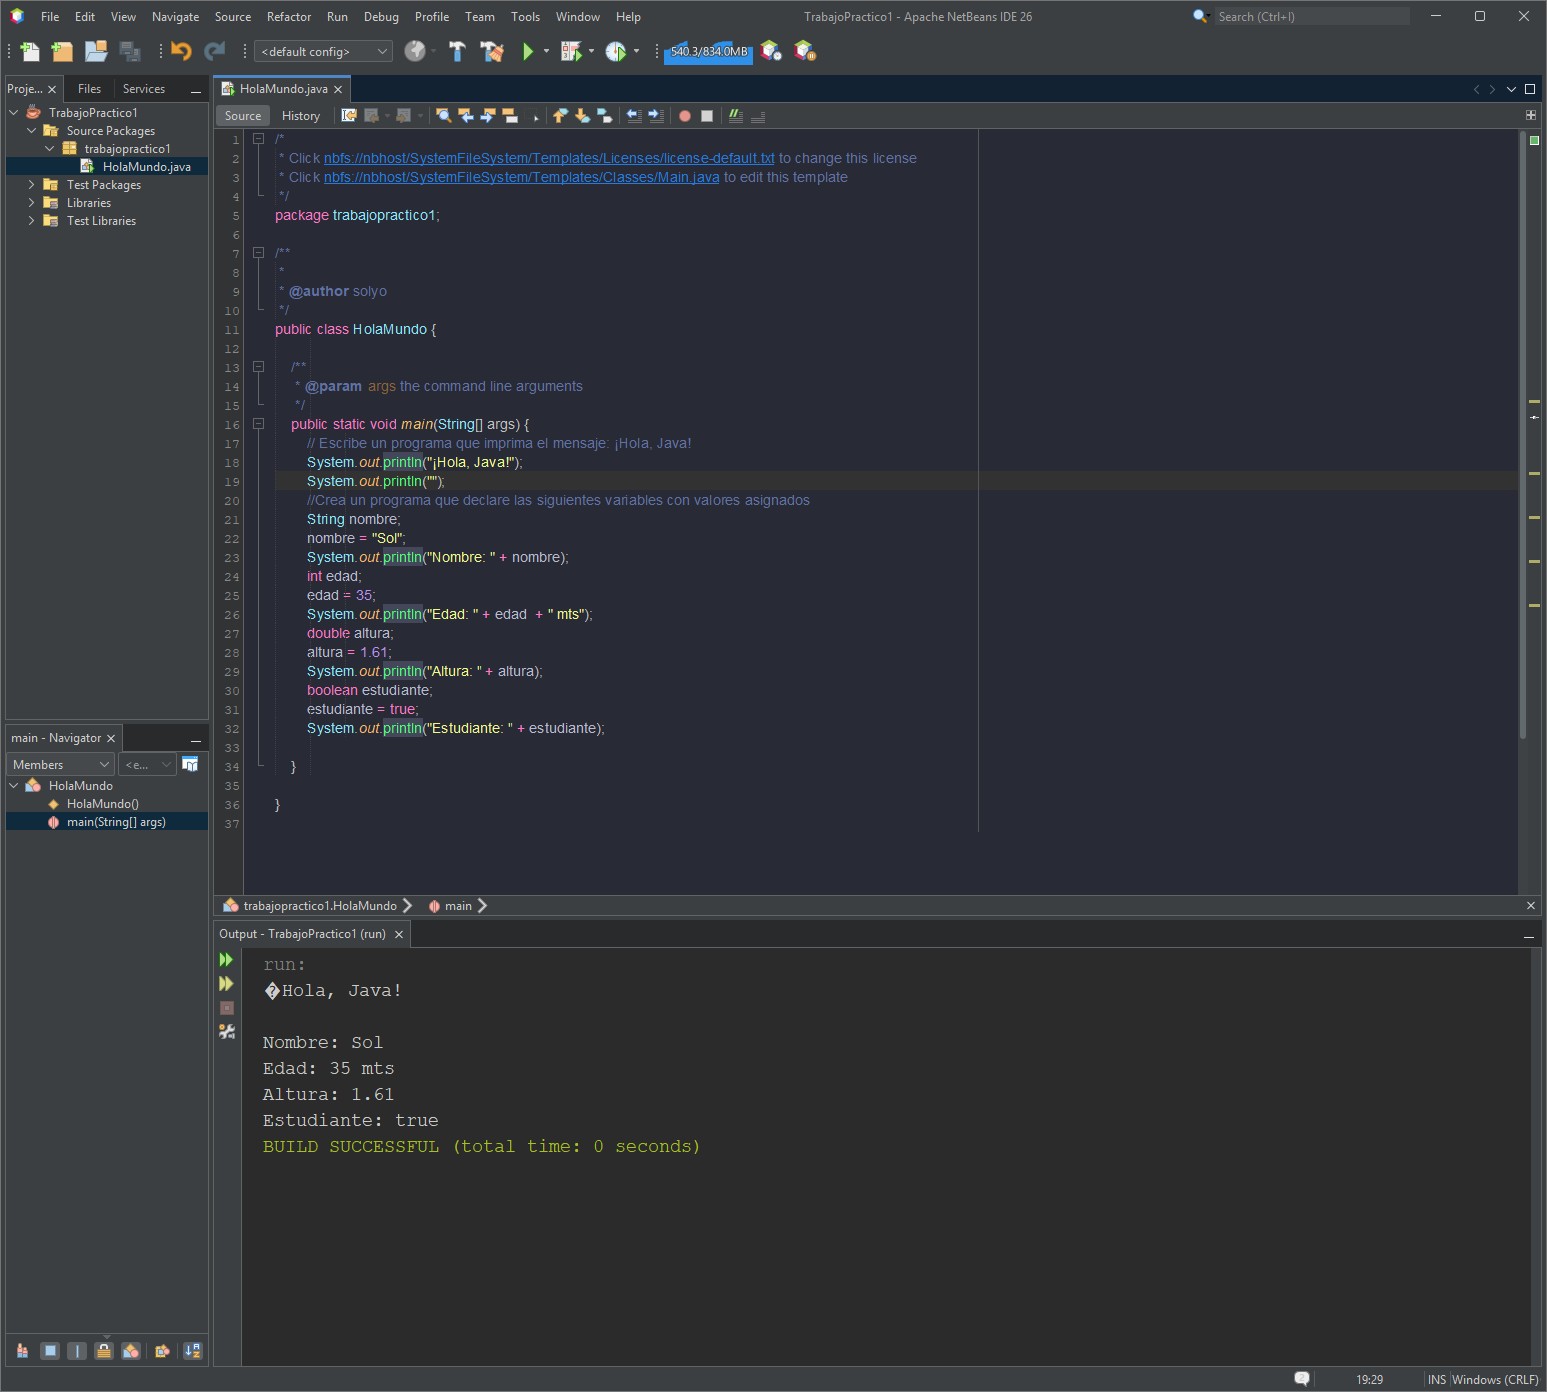 File Edit View Navigate Source Refactor Run Debug Profile Team Tools Window Help TrabajoPractico1 - Apache NetBeans IDE 26 Search (Ctrl+I)
<default config> 540.3/834.0MB
Proje... Files Services
TrabajoPractico1
Source Packages
trabajopractico1
HolaMundo.java
Test Packages
Libraries
Test Libraries
main - Navigator
Members <e...
HolaMundo
HolaMundo()
main(String[] args)
HolaMundo.java
Source History
1 /*
2 * Click nbfs://nbhost/SystemFileSystem/Templates/Licenses/license-default.txt to change this license
3 * Click nbfs://nbhost/SystemFileSystem/Templates/Classes/Main.java to edit this template
4 */
5 package trabajopractico1;
6
7 /**
8 *
9 * @author solyo
10 */
11 public class HolaMundo {
12
13 /**
14 * @param args the command line arguments
15 */
16 public static void main(String[] args) {
17 // Escribe un programa que imprima el mensaje: ¡Hola, Java!
18 System.out.println("¡Hola, Java!");
19 System.out.println("");
20 //Crea un programa que declare las siguientes variables con valores asignados
21 String nombre;
22 nombre = "Sol";
23 System.out.println("Nombre: " + nombre);
24 int edad;
25 edad = 35;
26 System.out.println("Edad: " + edad  + " mts");
27 double altura;
28 altura = 1.61;
29 System.out.println("Altura: " + altura);
30 boolean estudiante;
31 estudiante = true;
32 System.out.println("Estudiante: " + estudiante);
33
34 }
35
36 }
37
trabajopractico1.HolaMundo main
Output - TrabajoPractico1 (run)
run:
�Hola, Java!
Nombre: Sol
Edad: 35 mts
Altura: 1.61
Estudiante: true
BUILD SUCCESSFUL (total time: 0 seconds)
19:29 INS Windows (CRLF)